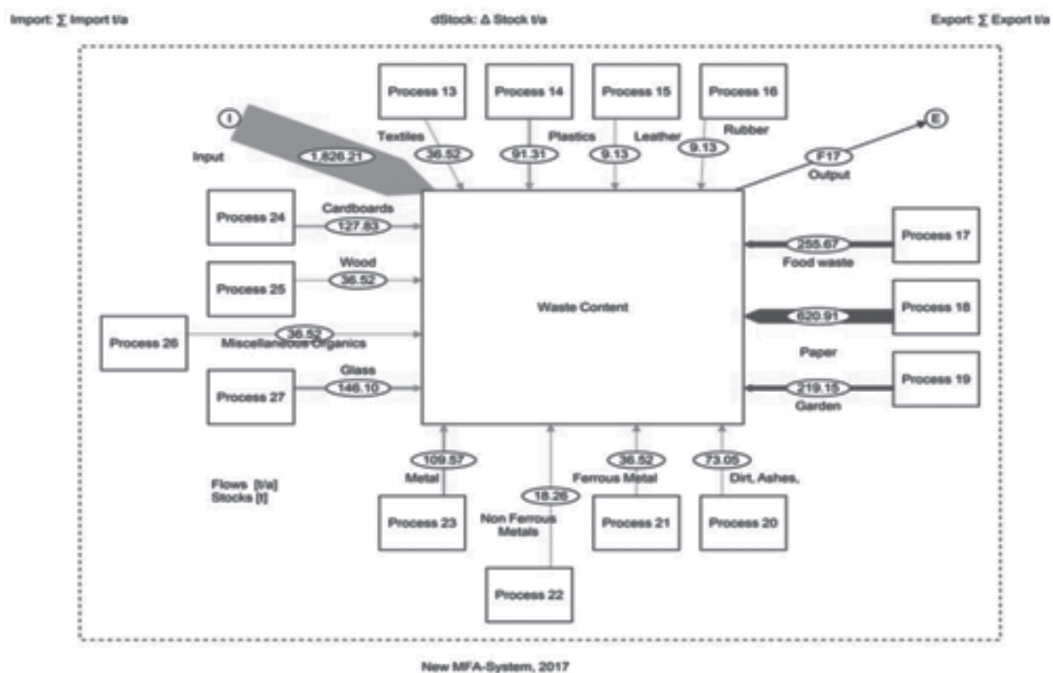 Import: ∑ Import t/a
dStock: Δ Stock t/a
Export: ∑ Export t/a
Process 13
Process 14
Process 15
Process 16
I
E
Textiles
Plastics
Leather
Rubber
Input
1,826.21
36.52
91.31
9.13
9.13
F17
Output
Process 24
Cardboards
127.83
255.67
Food waste
Process 17
Process 25
Wood
36.52
Waste Content
620.91
Paper
Process 18
Process 26
36.52
Miscellaneous Organics
Process 27
Glass
146.10
219.15
Garden
Process 19
109.57
Metal
18.26
Non Ferrous
Metals
36.52
Ferrous Metal
73.05
Dirt, Ashes,
Flows [t/a]
Stocks [t]
Process 23
Process 21
Process 20
Process 22
New MFA-System, 2017